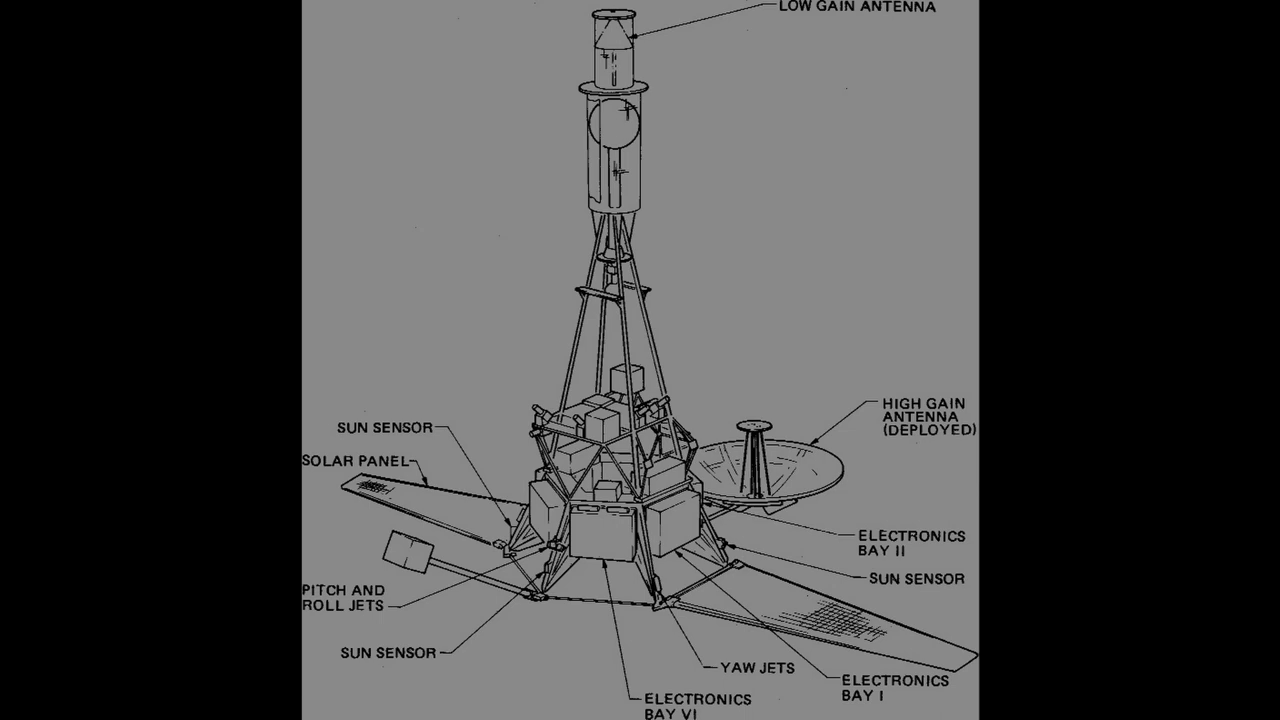 LOW GAIN ANTENNA
HIGH GAIN
ANTENNA
(DEPLOYED)
SUN SENSOR
SOLAR PANEL
ELECTRONICS
BAY II
SUN SENSOR
PITCH AND
ROLL JETS
SUN SENSOR
YAW JETS
ELECTRONICS
BAY I
ELECTRONICS
BAY VI